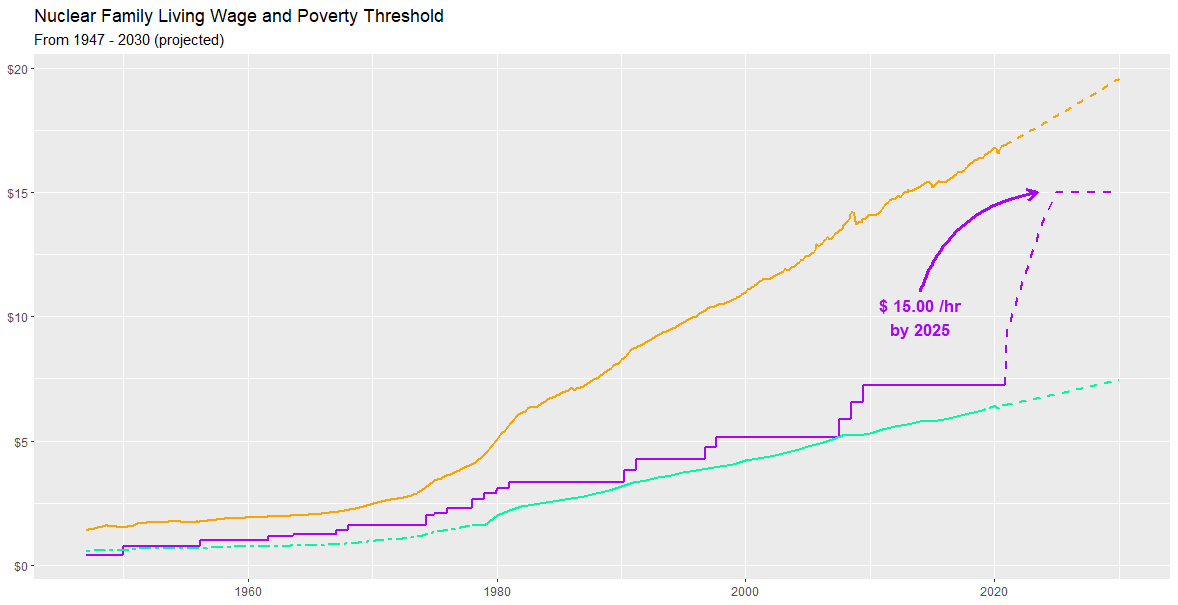 Nuclear Family Living Wage and Poverty Threshold
From 1947 - 2030 (projected)
$20
$15
$10
$5
$0
$ 15.00 /hr
by 2025
1960
1980
2000
2020